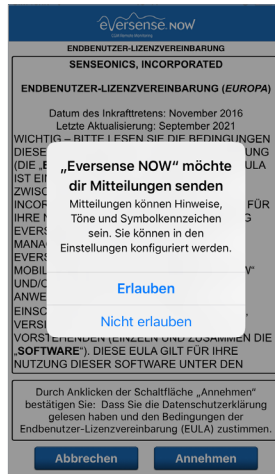 eversense. NOW
CGM Remote Monitoring
ENDBENUTZER-LIZENZVEREINBARUNG
SENSEONICS, INCORPORATED
ENDBENUTZER-LIZENZVEREINBARUNG (EUROPA)
Datum des Inkrafttretens: November 2016
Letzte Aktualisierung: September 2021
WICHTIG – BITTE LESEN SIE DIE BEDINGUNGEN
DIESE UNG
(DIE „E ULA
IST EIN
ZWISC
INCOR FÜR
IHRE N G
EVERS
MANA
EVERS
MOBIL W“
UND/O
ANWE
EINSC
VERSI
VORSTEHENDEN (EINZELN UND ZUSAMMEN DIE
„SOFTWARE“). DIESE EULA GILT FÜR IHRE
NUTZUNG DIESER SOFTWARE UNTER DEN
„Eversense NOW“ möchte
dir Mitteilungen senden
Mitteilungen können Hinweise,
Töne und Symbolkennzeichen
sein. Sie können in den
Einstellungen konfiguriert werden.
Erlauben
Nicht erlauben
Durch Anklicken der Schaltfläche „Annehmen“
bestätigen Sie: Dass Sie die Datenschutzerklärung
gelesen haben und den Bedingungen der
Endbenutzer-Lizenzvereinbarung (EULA) zustimmen.
Abbrechen Annehmen